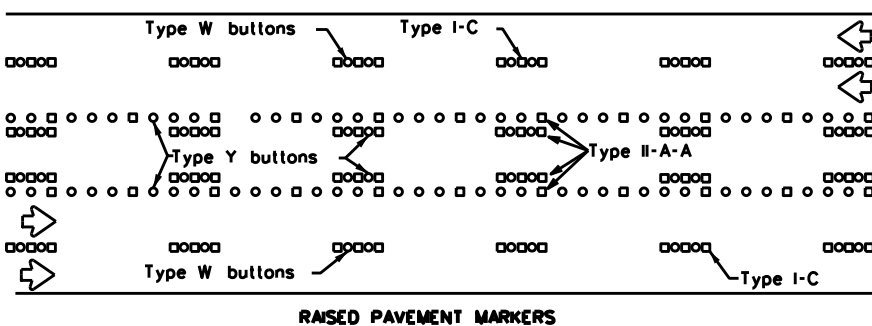 Type W buttons
Type I-C
Type Y buttons
Type II-A-A
Type W buttons
Type I-C
RAISED PAVEMENT MARKERS